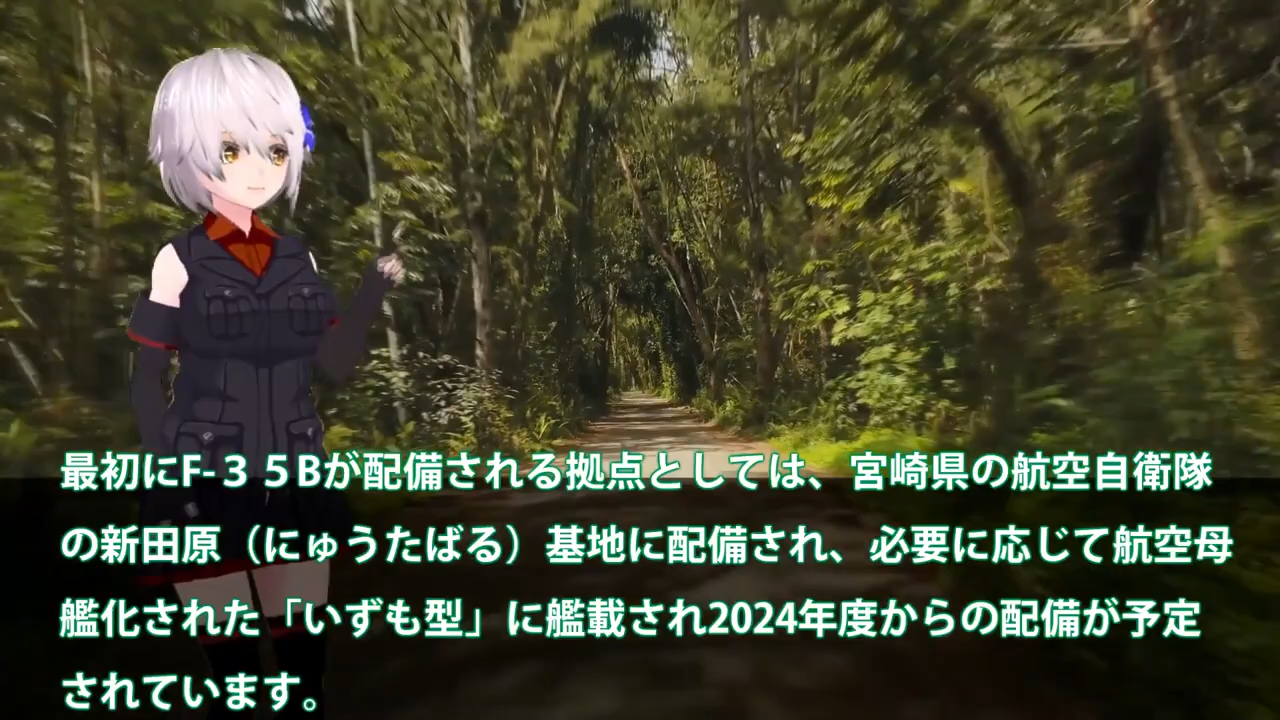 最初にF-３５Bが配備される拠点としては、宮崎県の航空自衛隊
の新田原（にゅうたばる）基地に配備され、必要に応じて航空母
艦化された「いずも型」に艦載され2024年度からの配備が予定
されています。